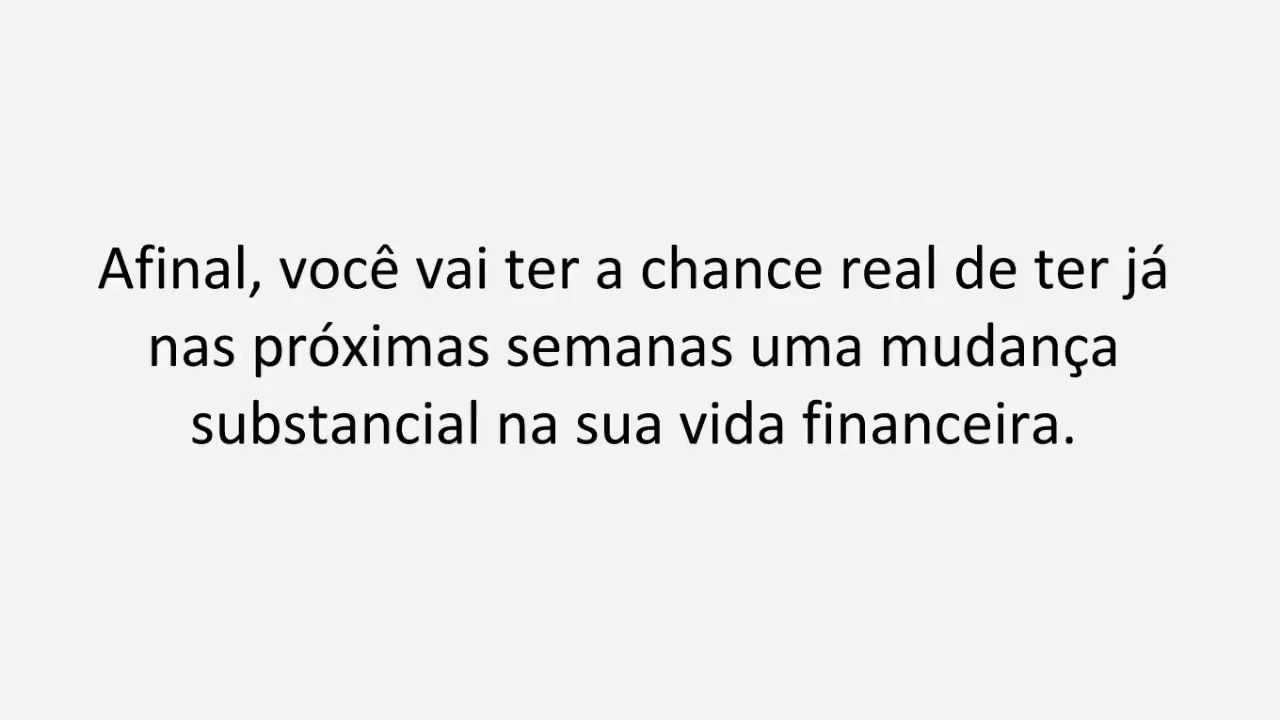 Afinal, você vai ter a chance real de ter já
nas próximas semanas uma mudança
substancial na sua vida financeira.